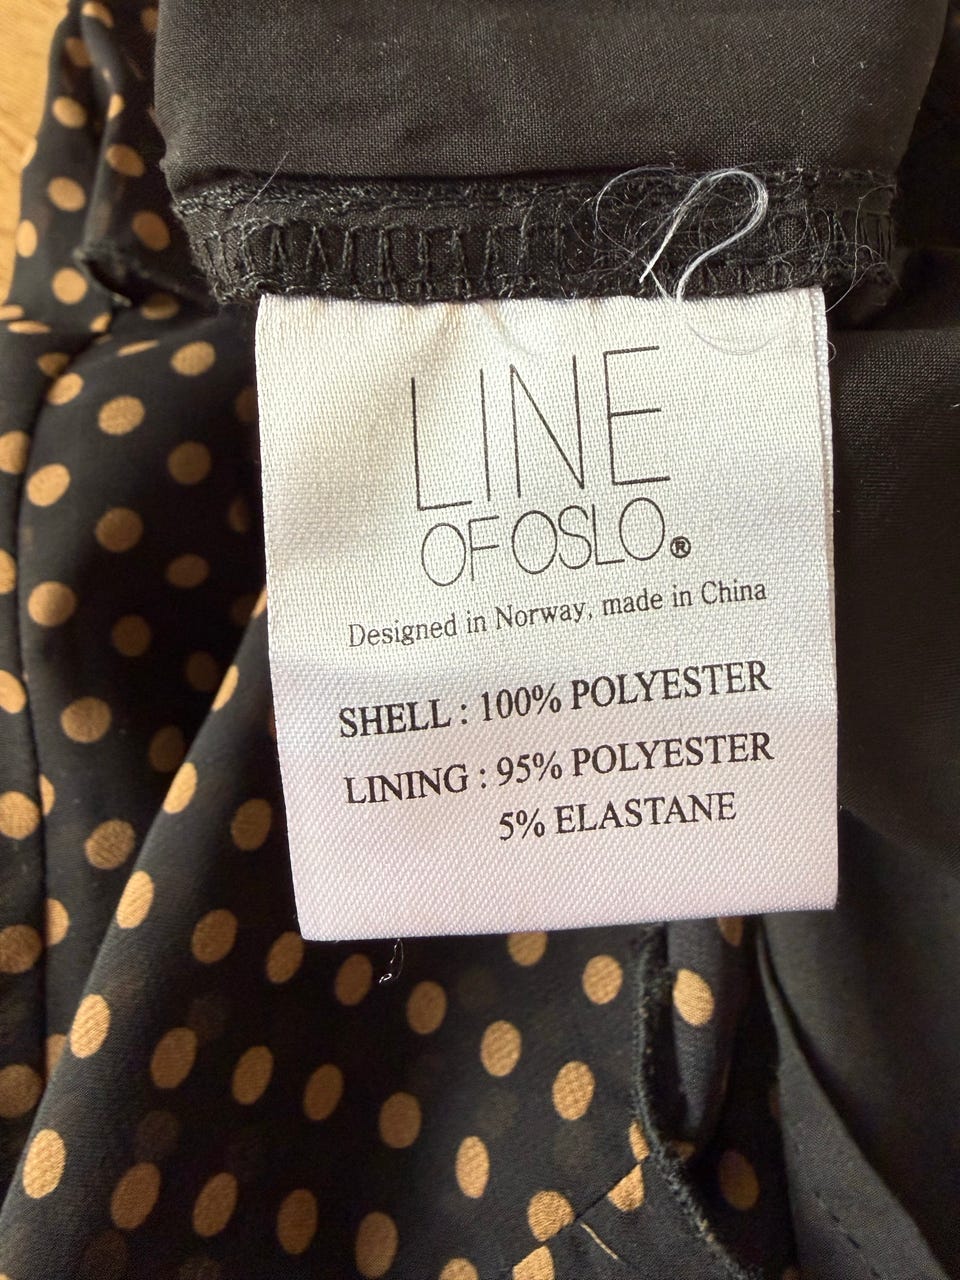 LINE
OF OSLO®
Designed in Norway, made in China
SHELL : 100% POLYESTER
LINING : 95% POLYESTER
5% ELASTANE